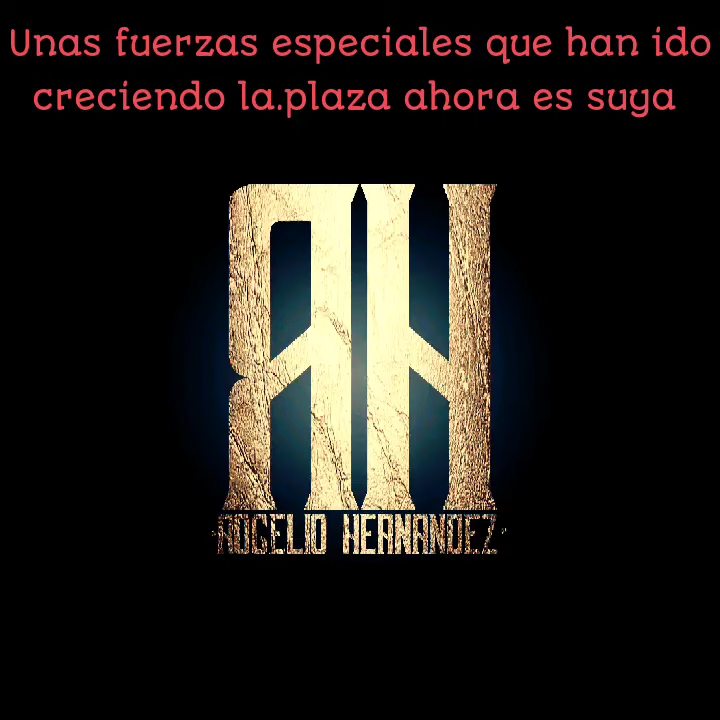 Unas fuerzas especiales que han ido
creciendo la.plaza ahora es suya
RH
ROGELIO HERNANDEZ